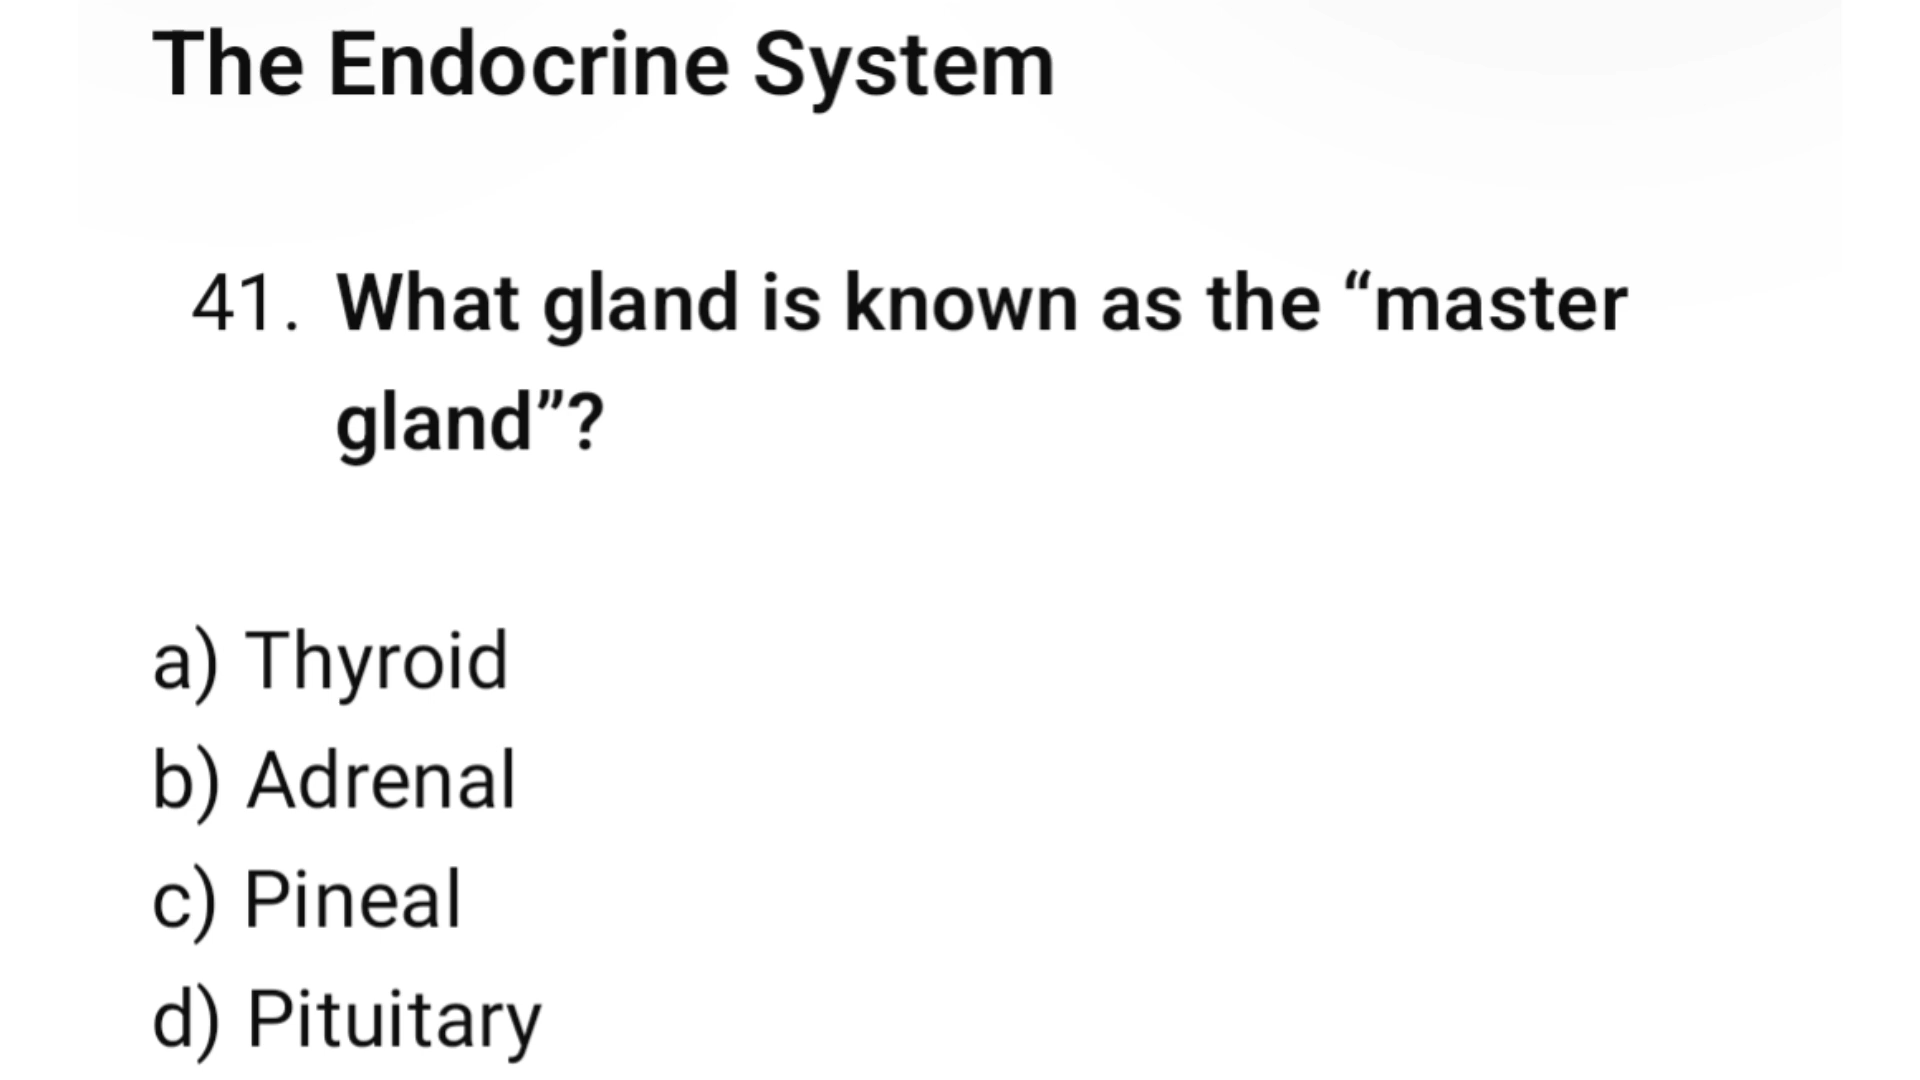 The Endocrine System
41. What gland is known as the “master
gland”?
a) Thyroid
b) Adrenal
c) Pineal
d) Pituitary